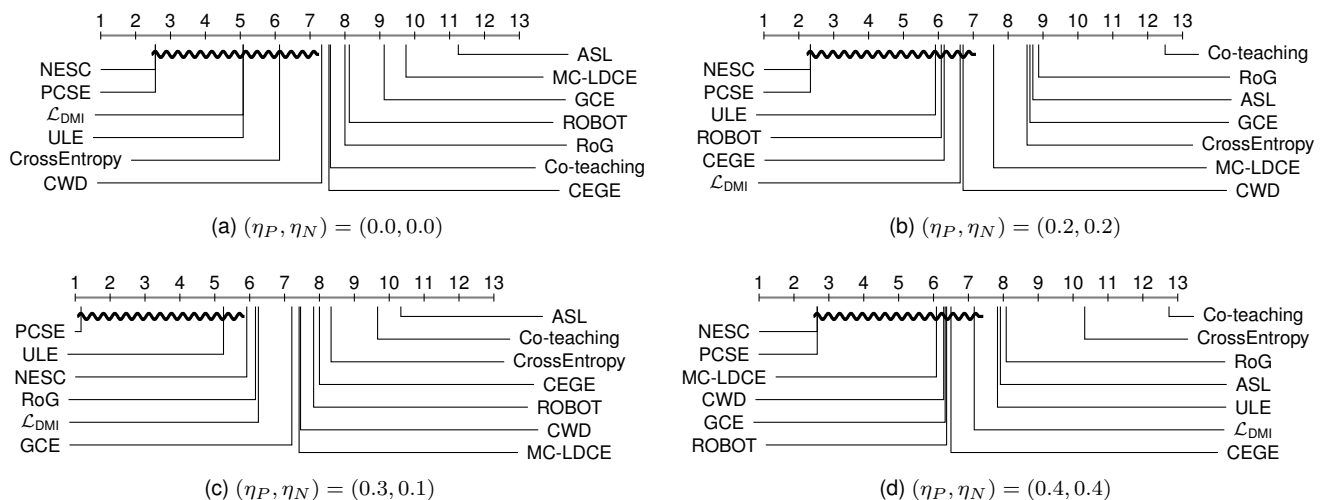 1 2 3 4 5 6 7 8 9 10 11 12 13
NESC
PCSE
ℒ_DMI
ULE
CrossEntropy
CWD
ASL
MC-LDCE
GCE
ROBOT
RoG
Co-teaching
CEGE
(a) (η_P, η_N) = (0.0, 0.0)
1 2 3 4 5 6 7 8 9 10 11 12 13
NESC
PCSE
ULE
ROBOT
CEGE
ℒ_DMI
Co-teaching
RoG
ASL
GCE
CrossEntropy
MC-LDCE
CWD
(b) (η_P, η_N) = (0.2, 0.2)
1 2 3 4 5 6 7 8 9 10 11 12 13
PCSE
ULE
NESC
RoG
ℒ_DMI
GCE
ASL
Co-teaching
CrossEntropy
CEGE
ROBOT
CWD
MC-LDCE
(c) (η_P, η_N) = (0.3, 0.1)
1 2 3 4 5 6 7 8 9 10 11 12 13
NESC
PCSE
MC-LDCE
CWD
GCE
ROBOT
Co-teaching
CrossEntropy
RoG
ASL
ULE
ℒ_DMI
CEGE
(d) (η_P, η_N) = (0.4, 0.4)